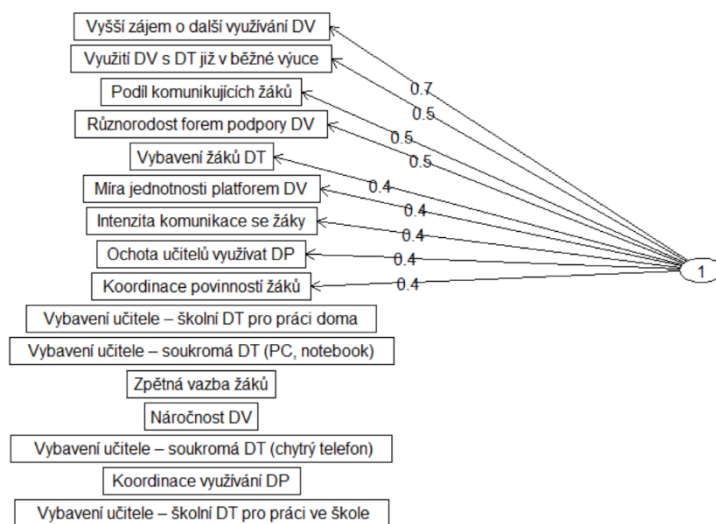 Vyšší zájem o další využívání DV
Využití DV s DT již v běžné výuce
0.7
Podíl komunikujících žáků
0.5
Různorodost forem podpory DV
0.5
0.5
Vybavení žáků DT
0.4
Míra jednotnosti platforem DV
0.4
Intenzita komunikace se žáky
0.4
Ochota učitelů využívat DP
0.4
1
Koordinace povinností žáků
0.4
Vybavení učitele – školní DT pro práci doma
Vybavení učitele – soukromá DT (PC, notebook)
Zpětná vazba žáků
Náročnost DV
Vybavení učitele – soukromá DT (chytrý telefon)
Koordinace využívání DP
Vybavení učitele – školní DT pro práci ve škole